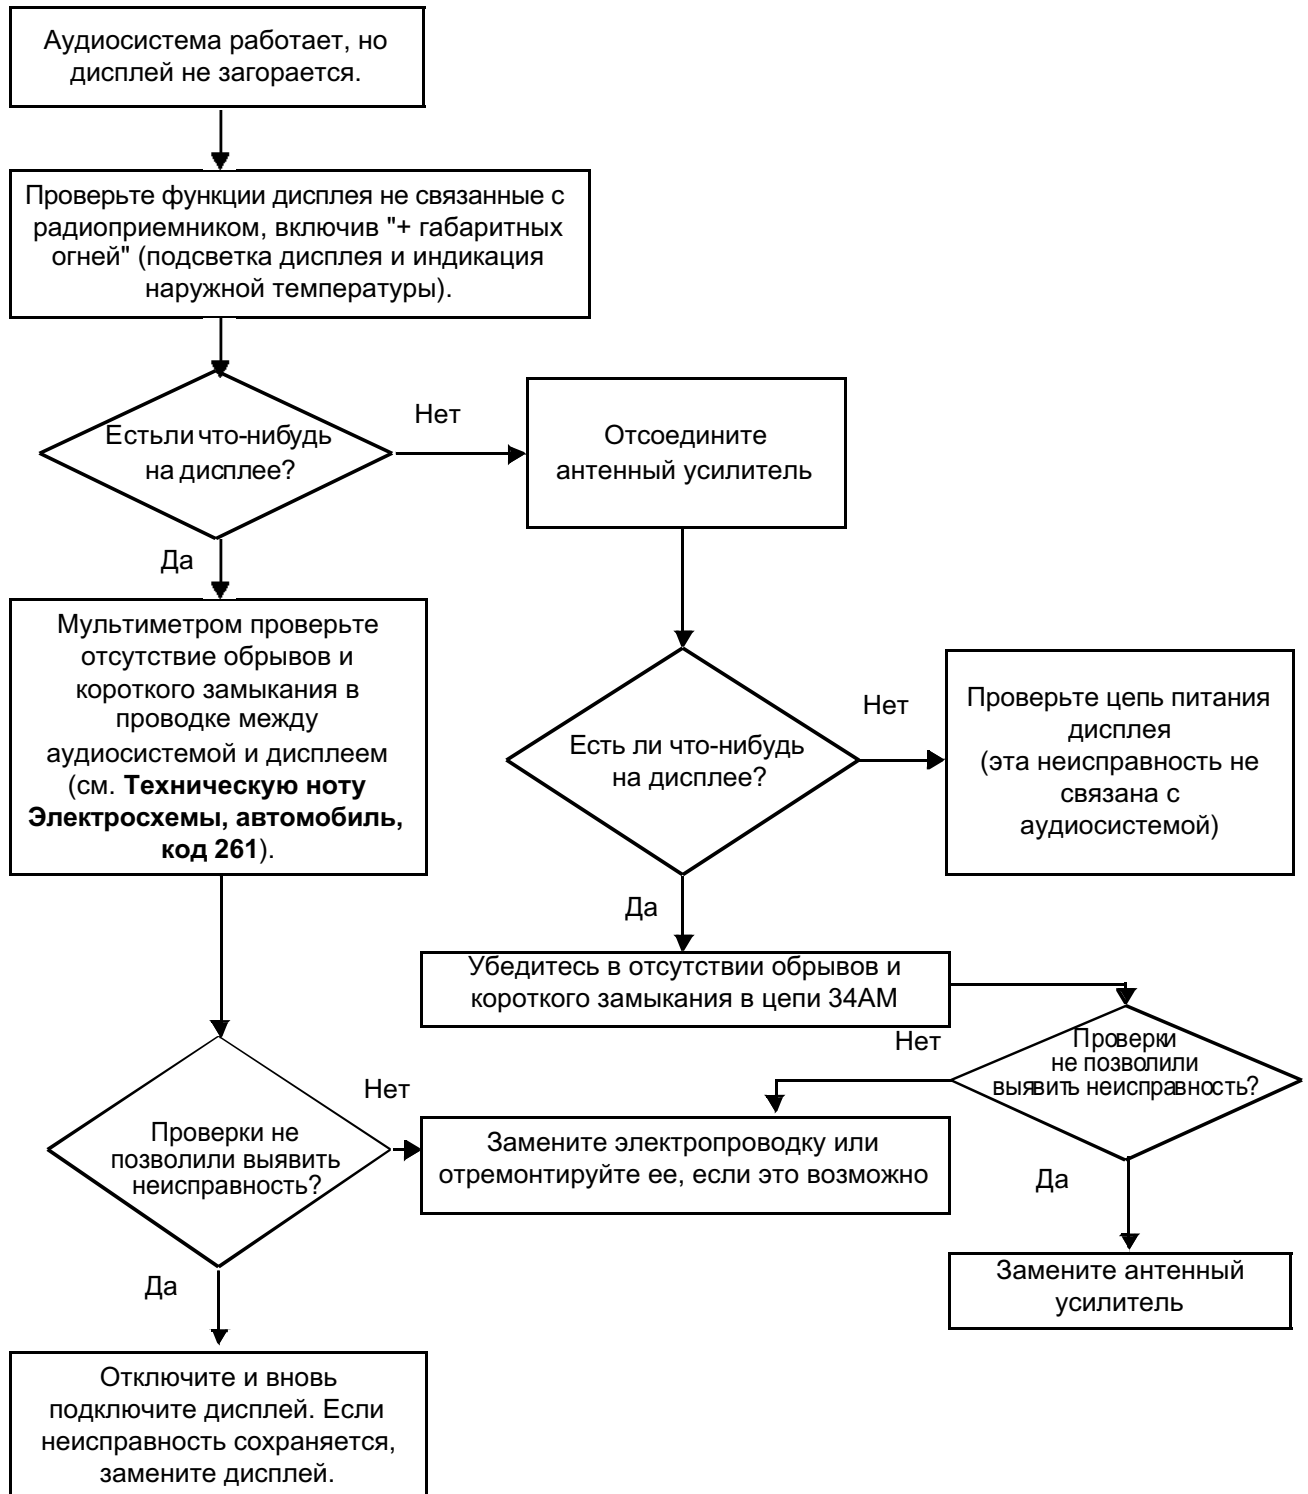 Аудиосистема работает, но
дисплей не загорается.
Проверьте функции дисплея не связанные с
радиоприемником, включив "+ габаритных
огней" (подсветка дисплея и индикация
наружной температуры).
Естьли что-нибудь
на дисплее?
Нет
Отсоедините
антенный усилитель
Да
Мультиметром проверьте
отсутствие обрывов и
короткого замыкания в
проводке между
аудиосистемой и дисплеем
(см. Техническую ноту
Электросхемы, автомобиль,
код 261).
Есть ли что-нибудь
на дисплее?
Нет
Проверьте цепь питания
дисплея
(эта неисправность не
связана с
аудиосистемой)
Да
Убедитесь в отсутствии обрывов и
короткого замыкания в цепи 34АМ
Проверки
не позволили
выявить неисправность?
Нет
Проверки не
позволили выявить
неисправность?
Нет
Замените электропроводку или
отремонтируйте ее, если это возможно
Да
Замените антенный
усилитель
Да
Отключите и вновь
подключите дисплей. Если
неисправность сохраняется,
замените дисплей.